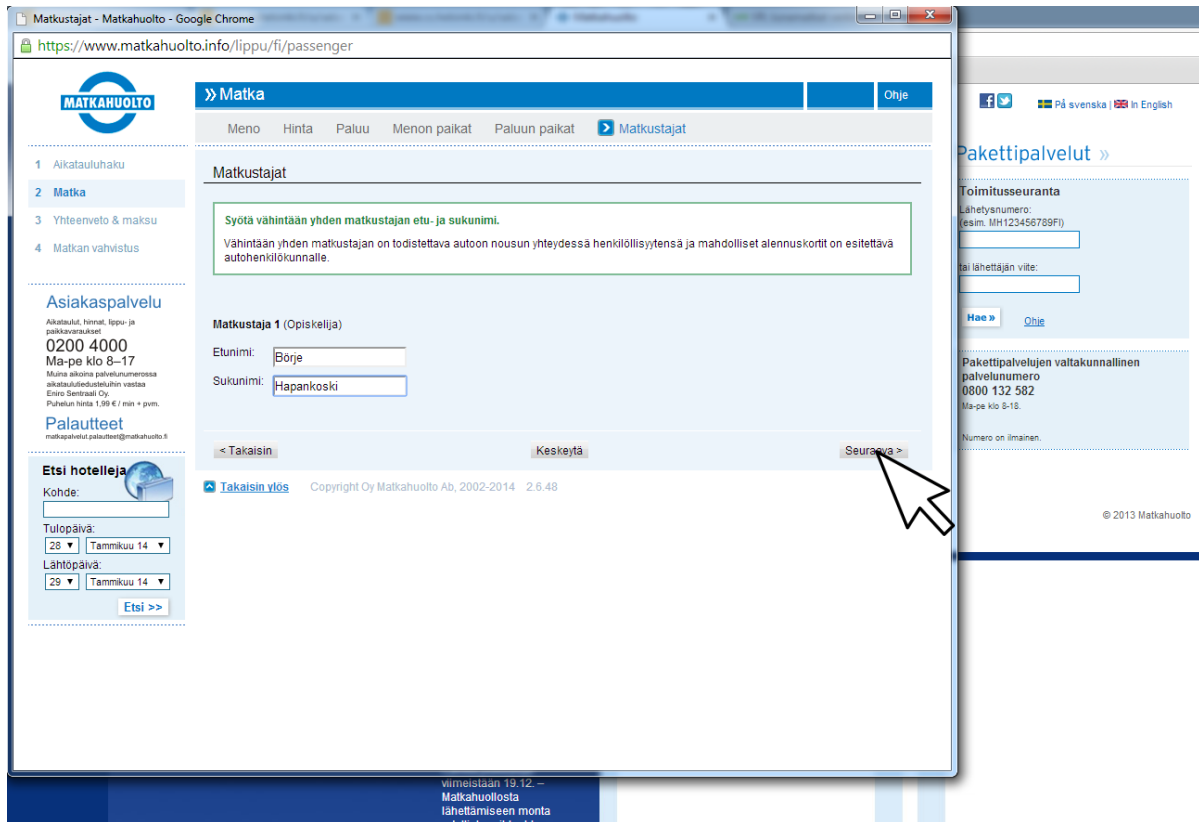 Matkustajat - Matkahuolto - Google Chrome
https://www.matkahuolto.info/lippu/fi/passenger
MATKAHUOLTO
1 Aikatauluhaku
2 Matka
3 Yhteenveto & maksu
4 Matkan vahvistus
Asiakaspalvelu
Aikataulut, hinnat, lippu- ja
paikkavaraukset
0200 4000
Ma-pe klo 8–17
Muina aikoina palvelunumerossa
aikataulutiedusteluihin vastaa
Eniro Sentraali Oy.
Puhelun hinta 1,99 € / min + pvm.
Palautteet
matkapalvelut.palautteet@matkahuolto.fi
Etsi hotelleja
Kohde:
Tulopäivä:
28 ▼ Tammikuu 14 ▼
Lähtöpäivä:
29 ▼ Tammikuu 14 ▼
Etsi >>
» Matka
Ohje
Meno Hinta Paluu Menon paikat Paluun paikat Matkustajat
Matkustajat
Syötä vähintään yhden matkustajan etu- ja sukunimi.
Vähintään yhden matkustajan on todistettava autoon nousun yhteydessä henkilöllisyytensä ja mahdolliset alennuskortit on esitettävä
autohenkilökunnalle.
Matkustaja 1 (Opiskelija)
Etunimi: Börje
Sukunimi: Hapankoski
< Takaisin Keskeytä Seuraava >
Takaisin ylös Copyright Oy Matkahuolto Ab, 2002-2014 2.6.48
På svenska | In English
Pakettipalvelut »
Toimitusseuranta
Lähetysnumero:
(esim. MH123456789FI)
tai lähettäjän viite:
Hae » Ohje
Pakettipalvelujen valtakunnallinen
palvelunumero
0800 132 582
Ma-pe klo 8-18.
Numero on ilmainen.
© 2013 Matkahuolto
viimeistään 19.12. –
Matkahuollosta
lähettämiseen monta